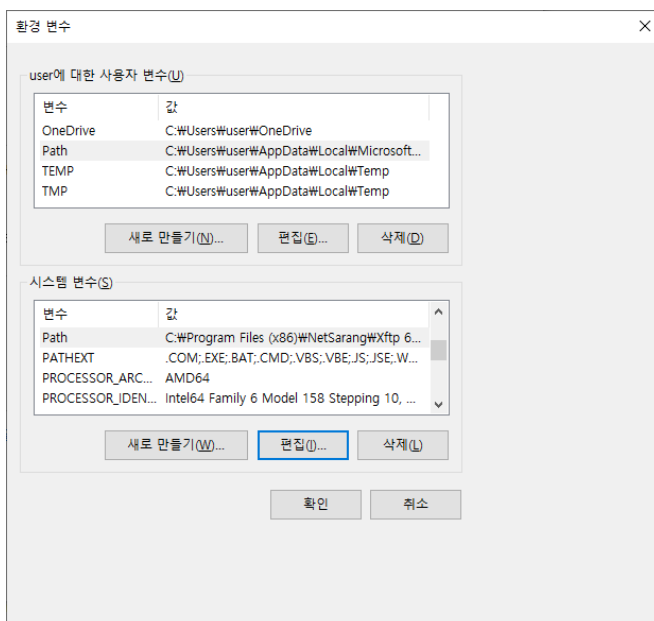 환경 변수
user에 대한 사용자 변수(U)
변수 값
OneDrive C:₩Users₩user₩OneDrive
Path C:₩Users₩user₩AppData₩Local₩Microsoft...
TEMP C:₩Users₩user₩AppData₩Local₩Temp
TMP C:₩Users₩user₩AppData₩Local₩Temp
새로 만들기(N)... 편집(E)... 삭제(D)
시스템 변수(S)
변수 값
Path C:₩Program Files (x86)₩NetSarang₩Xftp 6...
PATHEXT .COM;.EXE;.BAT;.CMD;.VBS;.VBE;.JS;.JSE;.W...
PROCESSOR_ARC... AMD64
PROCESSOR_IDEN... Intel64 Family 6 Model 158 Stepping 10, ...
새로 만들기(W)... 편집(I)... 삭제(L)
확인 취소